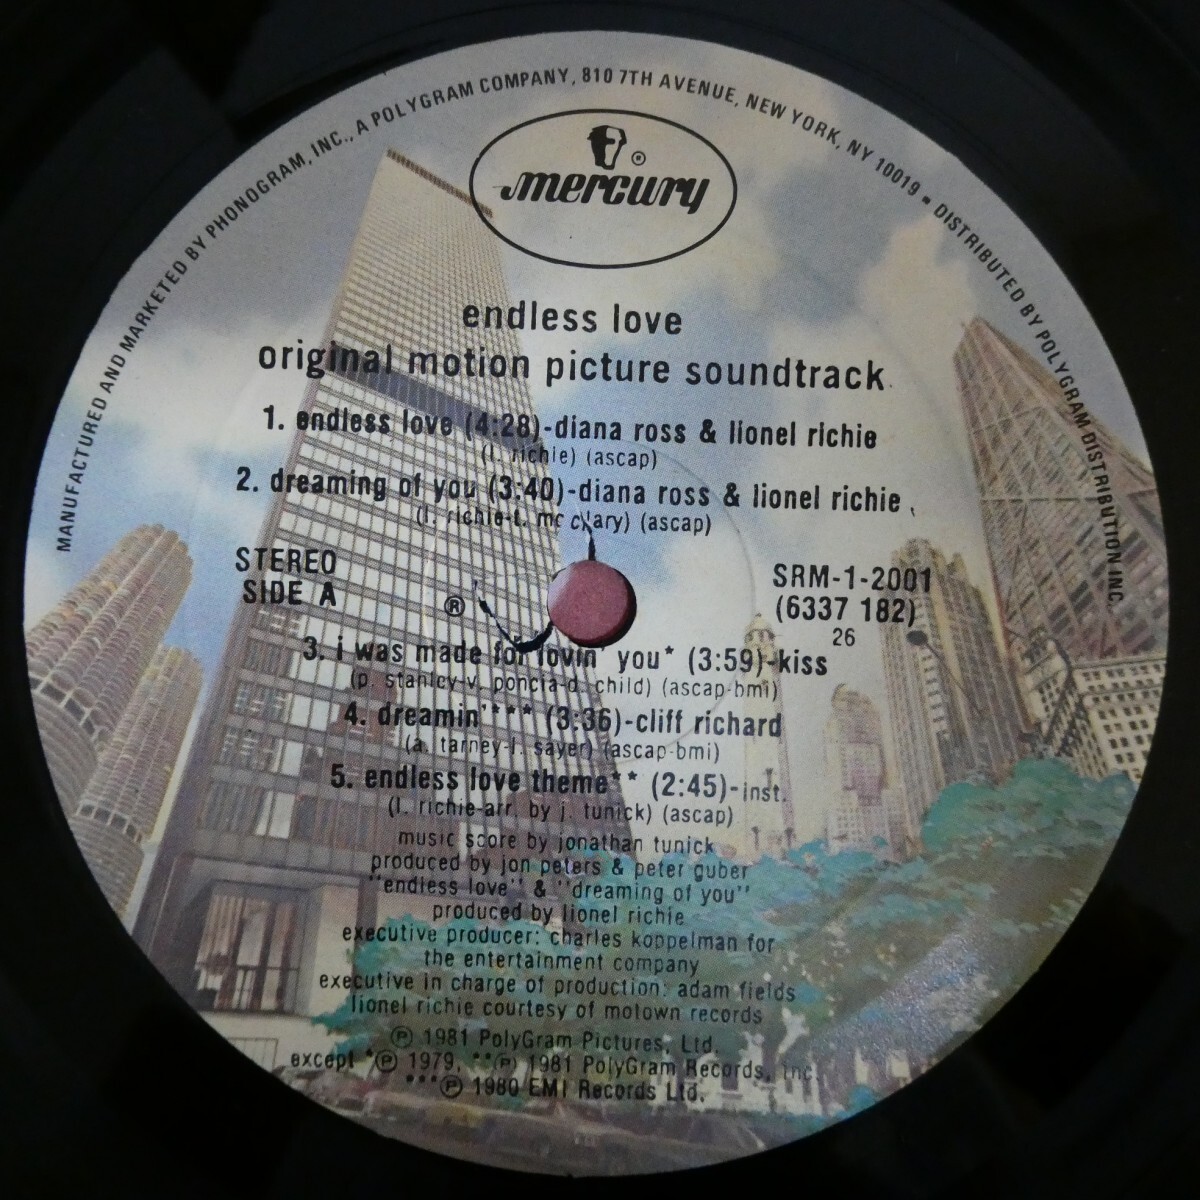 MANUFACTURED AND MARKETED BY PHONOGRAM, INC., A POLYGRAM COMPANY, 810 7TH AVENUE, NEW YORK, NY 10019 ▪ DISTRIBUTED BY POLYGRAM DISTRIBUTION INC.
®
mercury
endless love
original motion picture soundtrack
1. endless love (4:28)-diana ross & lionel richie
(l. richie) (ascap)
2. dreaming of you (3:40)-diana ross & lionel richie
(l. richie-t. mc clary) (ascap)
STEREO
SIDE A
®
SRM-1-2001
(6337 182)
26
3. i was made for lovin' you* (3:59)-kiss
(p. stanley-v. poncia-d. child) (ascap-bmi)
4. dreamin'*** (3:36)-cliff richard
(a. tarney-l. sayer) (ascap-bmi)
5. endless love theme** (2:45)-inst.
(l. richie-arr. by j. tunick) (ascap)
music score by jonathan tunick
produced by jon peters & peter guber
"endless love" & "dreaming of you"
produced by lionel richie
executive producer: charles koppelman for
the entertainment company
executive in charge of production: adam fields
lionel richie courtesy of motown records
℗ 1981 PolyGram Pictures, Ltd.
except *℗ 1979, **℗ 1981 PolyGram Records, Inc.
***℗ 1980 EMI Records Ltd.